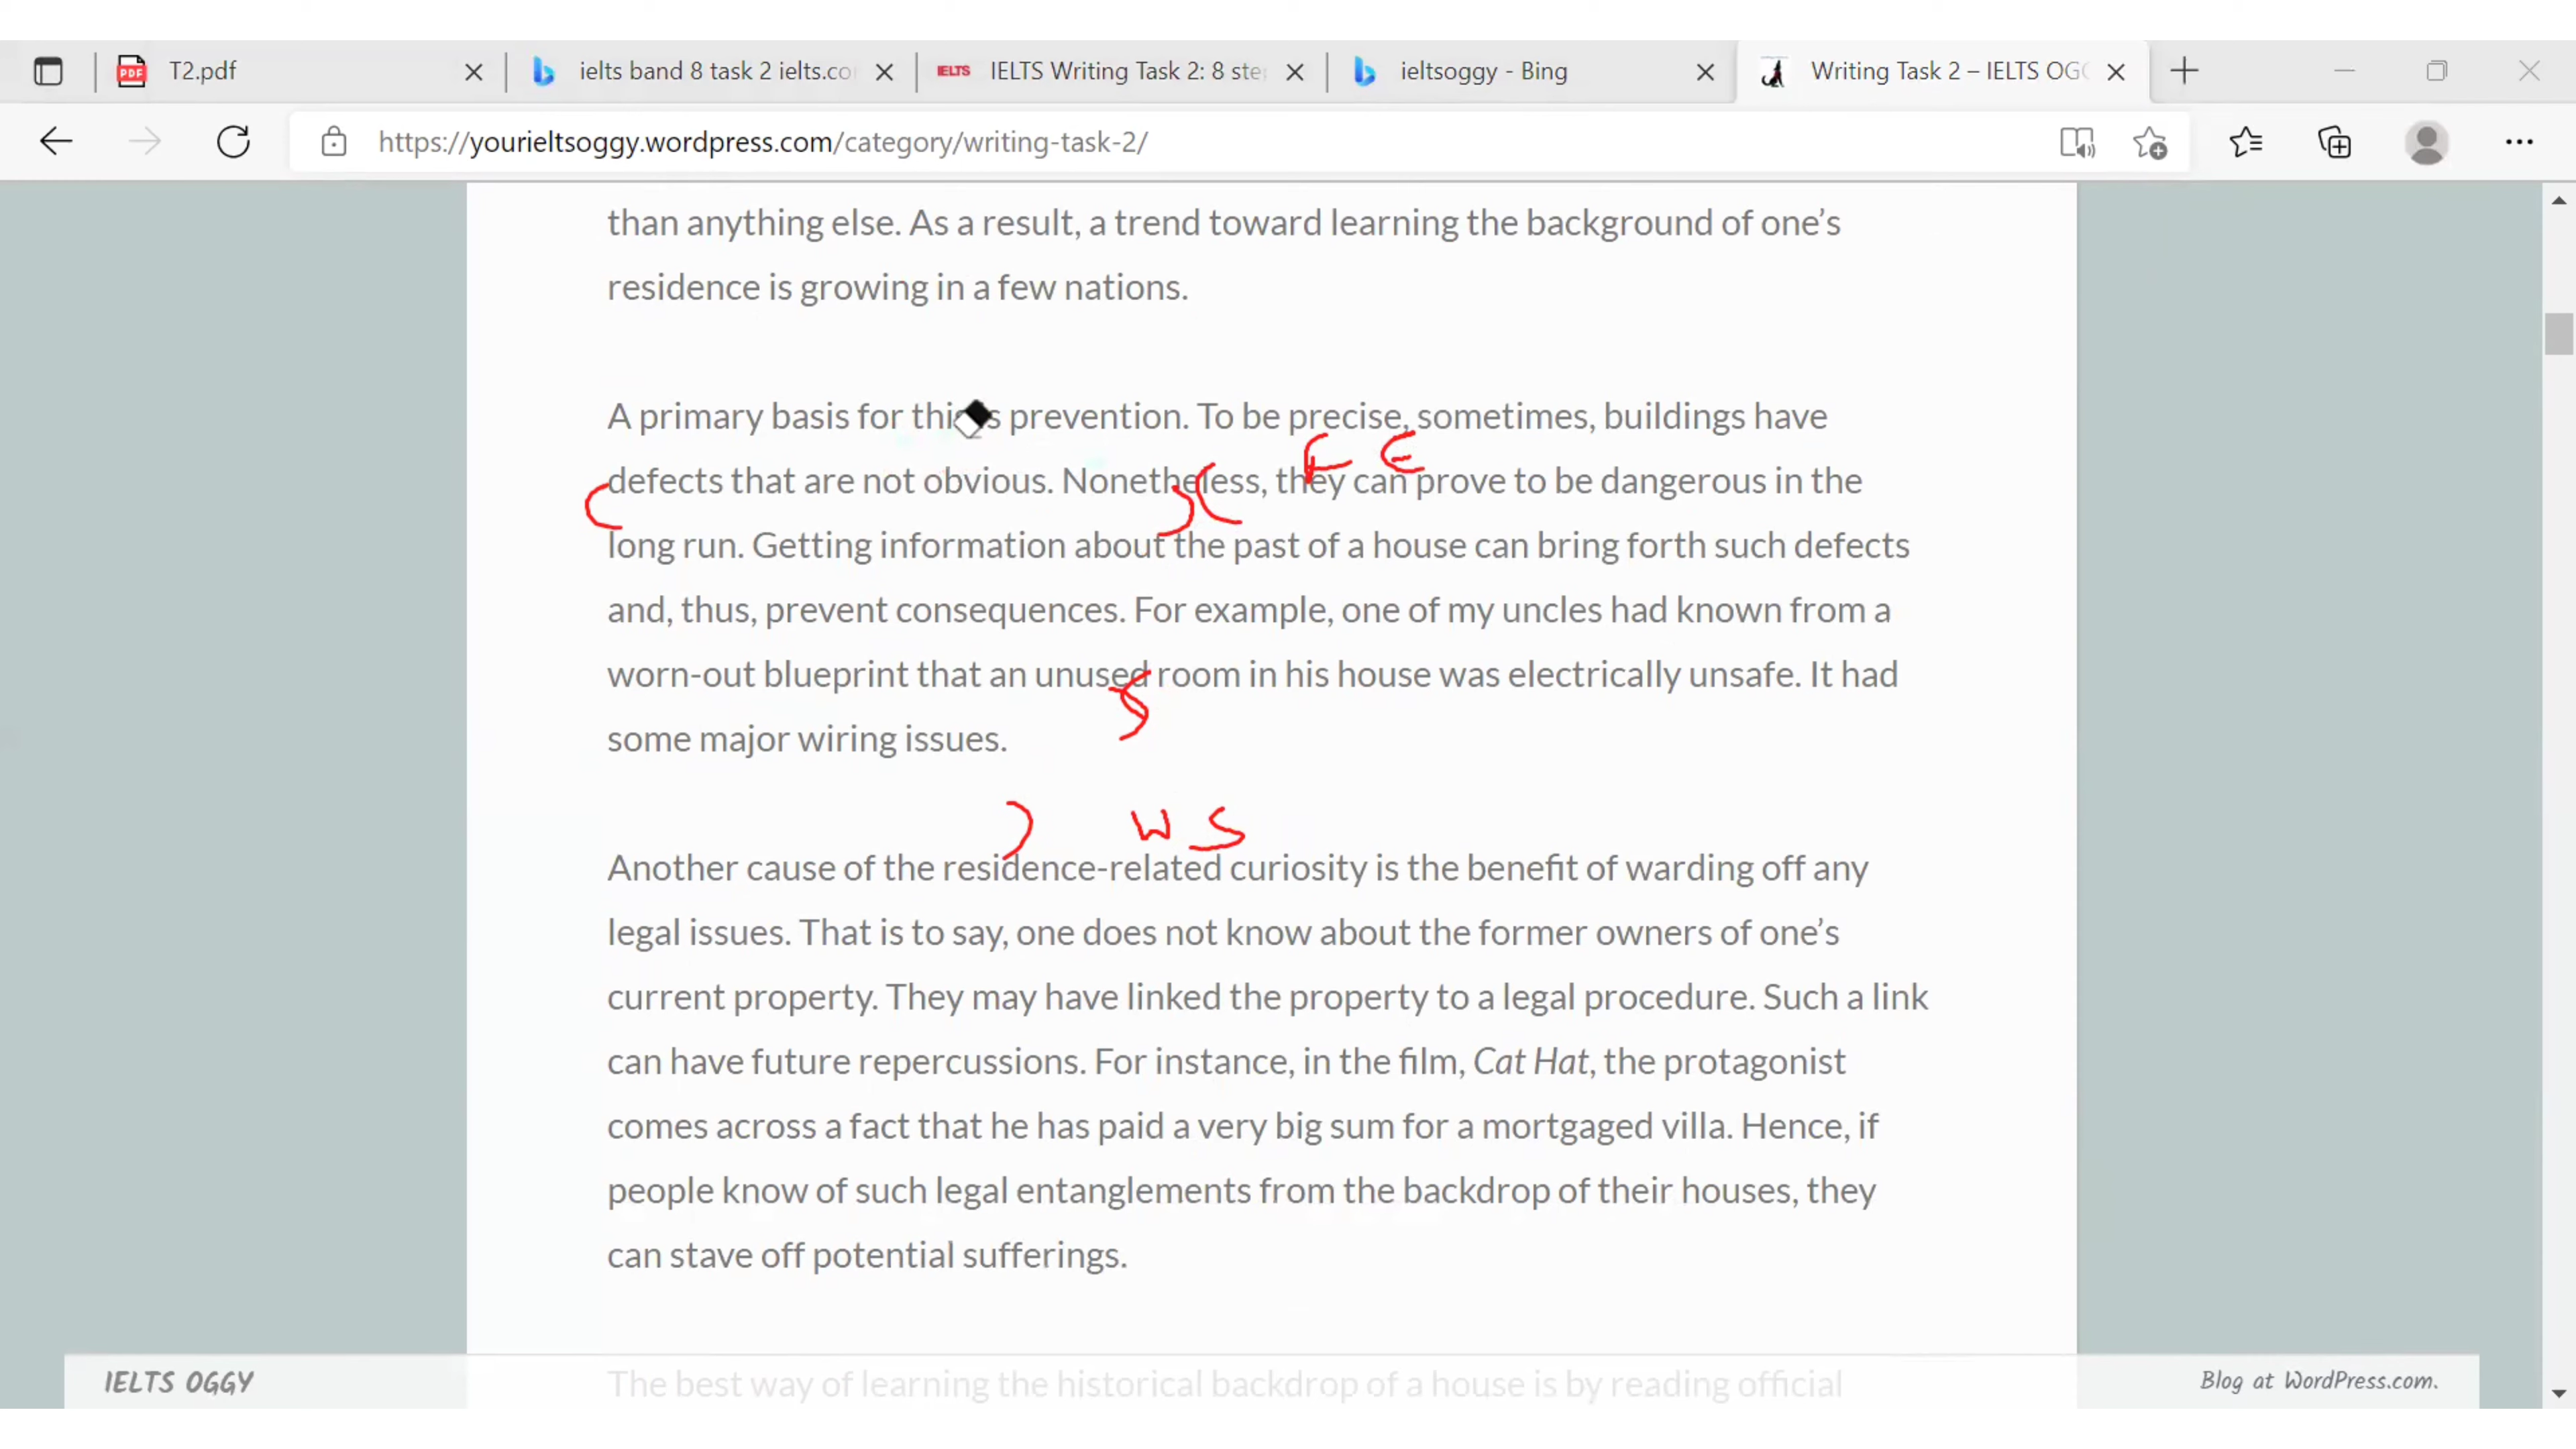 T2.pdf
ielts band 8 task 2 ielts.co
IELTS IELTS Writing Task 2: 8 ste
ieltsoggy - Bing
Writing Task 2 – IELTS OGG
https://yourieltsoggy.wordpress.com/category/writing-task-2/
than anything else. As a result, a trend toward learning the background of one’s
residence is growing in a few nations.
A primary basis for prevention. To be precise, sometimes, buildings have
F E
defects that are not obvious. Nonetheless, they can prove to be dangerous in the
long run. Getting information about the past of a house can bring forth such defects
and, thus, prevent consequences. For example, one of my uncles had known from a
worn-out blueprint that an unused room in his house was electrically unsafe. It had
some major wiring issues.
W S
Another cause of the residence-related curiosity is the benefit of warding off any
legal issues. That is to say, one does not know about the former owners of one’s
current property. They may have linked the property to a legal procedure. Such a link
can have future repercussions. For instance, in the film, Cat Hat, the protagonist
comes across a fact that he has paid a very big sum for a mortgaged villa. Hence, if
people know of such legal entanglements from the backdrop of their houses, they
can stave off potential sufferings.
The best way of learning the historical backdrop of a house is by reading official
IELTS OGGY
Blog at WordPress.com.